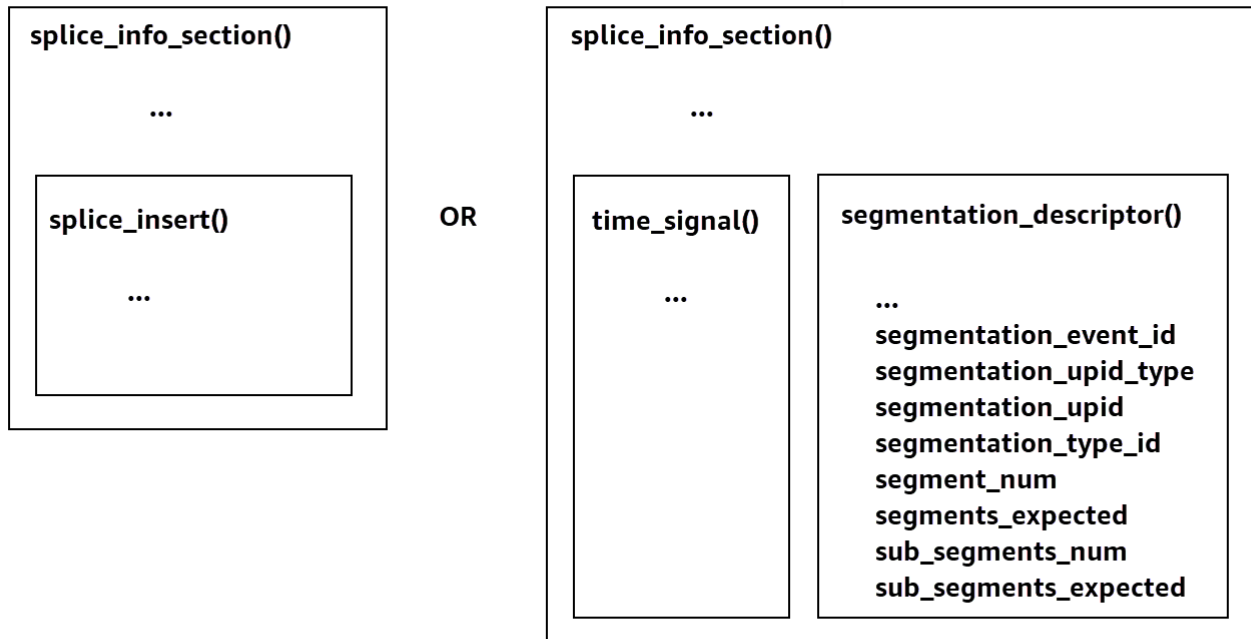 splice_info_section()
...
splice_insert()
...
OR
splice_info_section()
...
time_signal()
...
segmentation_descriptor()
...
segmentation_event_id
segmentation_upid_type
segmentation_upid
segmentation_type_id
segment_num
segments_expected
sub_segments_num
sub_segments_expected